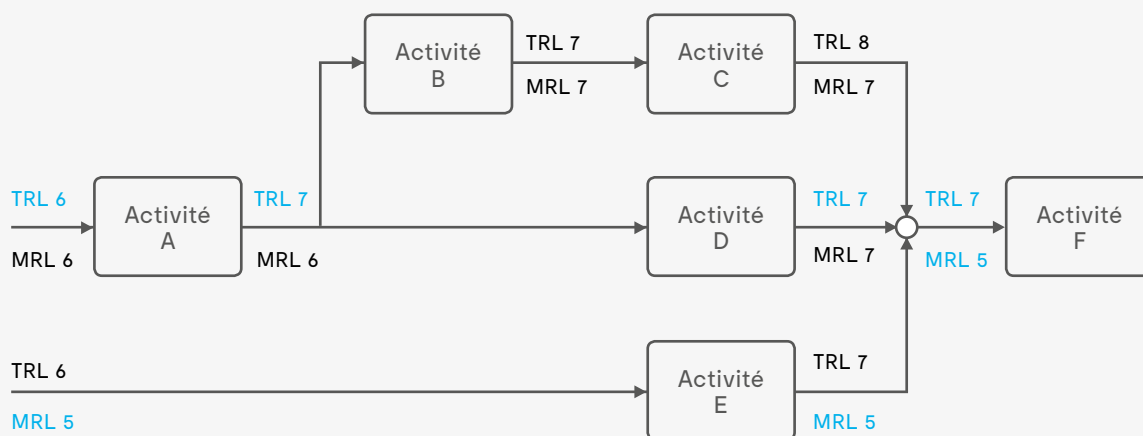 Activité
B
TRL 7
MRL 7
Activité
C
TRL 8
MRL 7
TRL 6
MRL 6
Activité
A
TRL 7
MRL 6
Activité
D
TRL 7
MRL 7
TRL 7
MRL 5
Activité
F
TRL 6
MRL 5
Activité
E
TRL 7
MRL 5